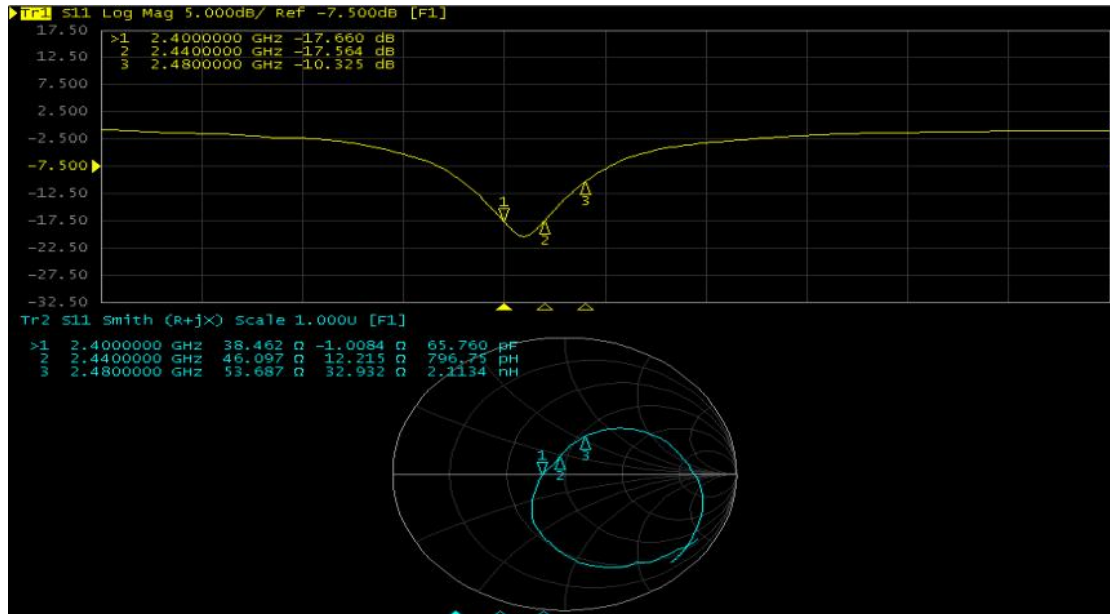 Tr1 S11 Log Mag 5.000dB/ Ref -7.500dB [F1]
17.50
>1 2.4000000 GHz -17.660 dB
2 2.4400000 GHz -17.564 dB
3 2.4800000 GHz -10.325 dB
12.50
7.500
2.500
-2.500
-7.500
-12.50
-17.50
-22.50
-27.50
-32.50
1
2
3
Tr2 S11 Smith (R+jX) Scale 1.000U [F1]
>1 2.4000000 GHz 38.462 Ω -1.0084 Ω 65.760 pF
2 2.4400000 GHz 46.097 Ω 12.215 Ω 796.75 pH
3 2.4800000 GHz 53.687 Ω 32.932 Ω 2.1134 nH
1
2
3